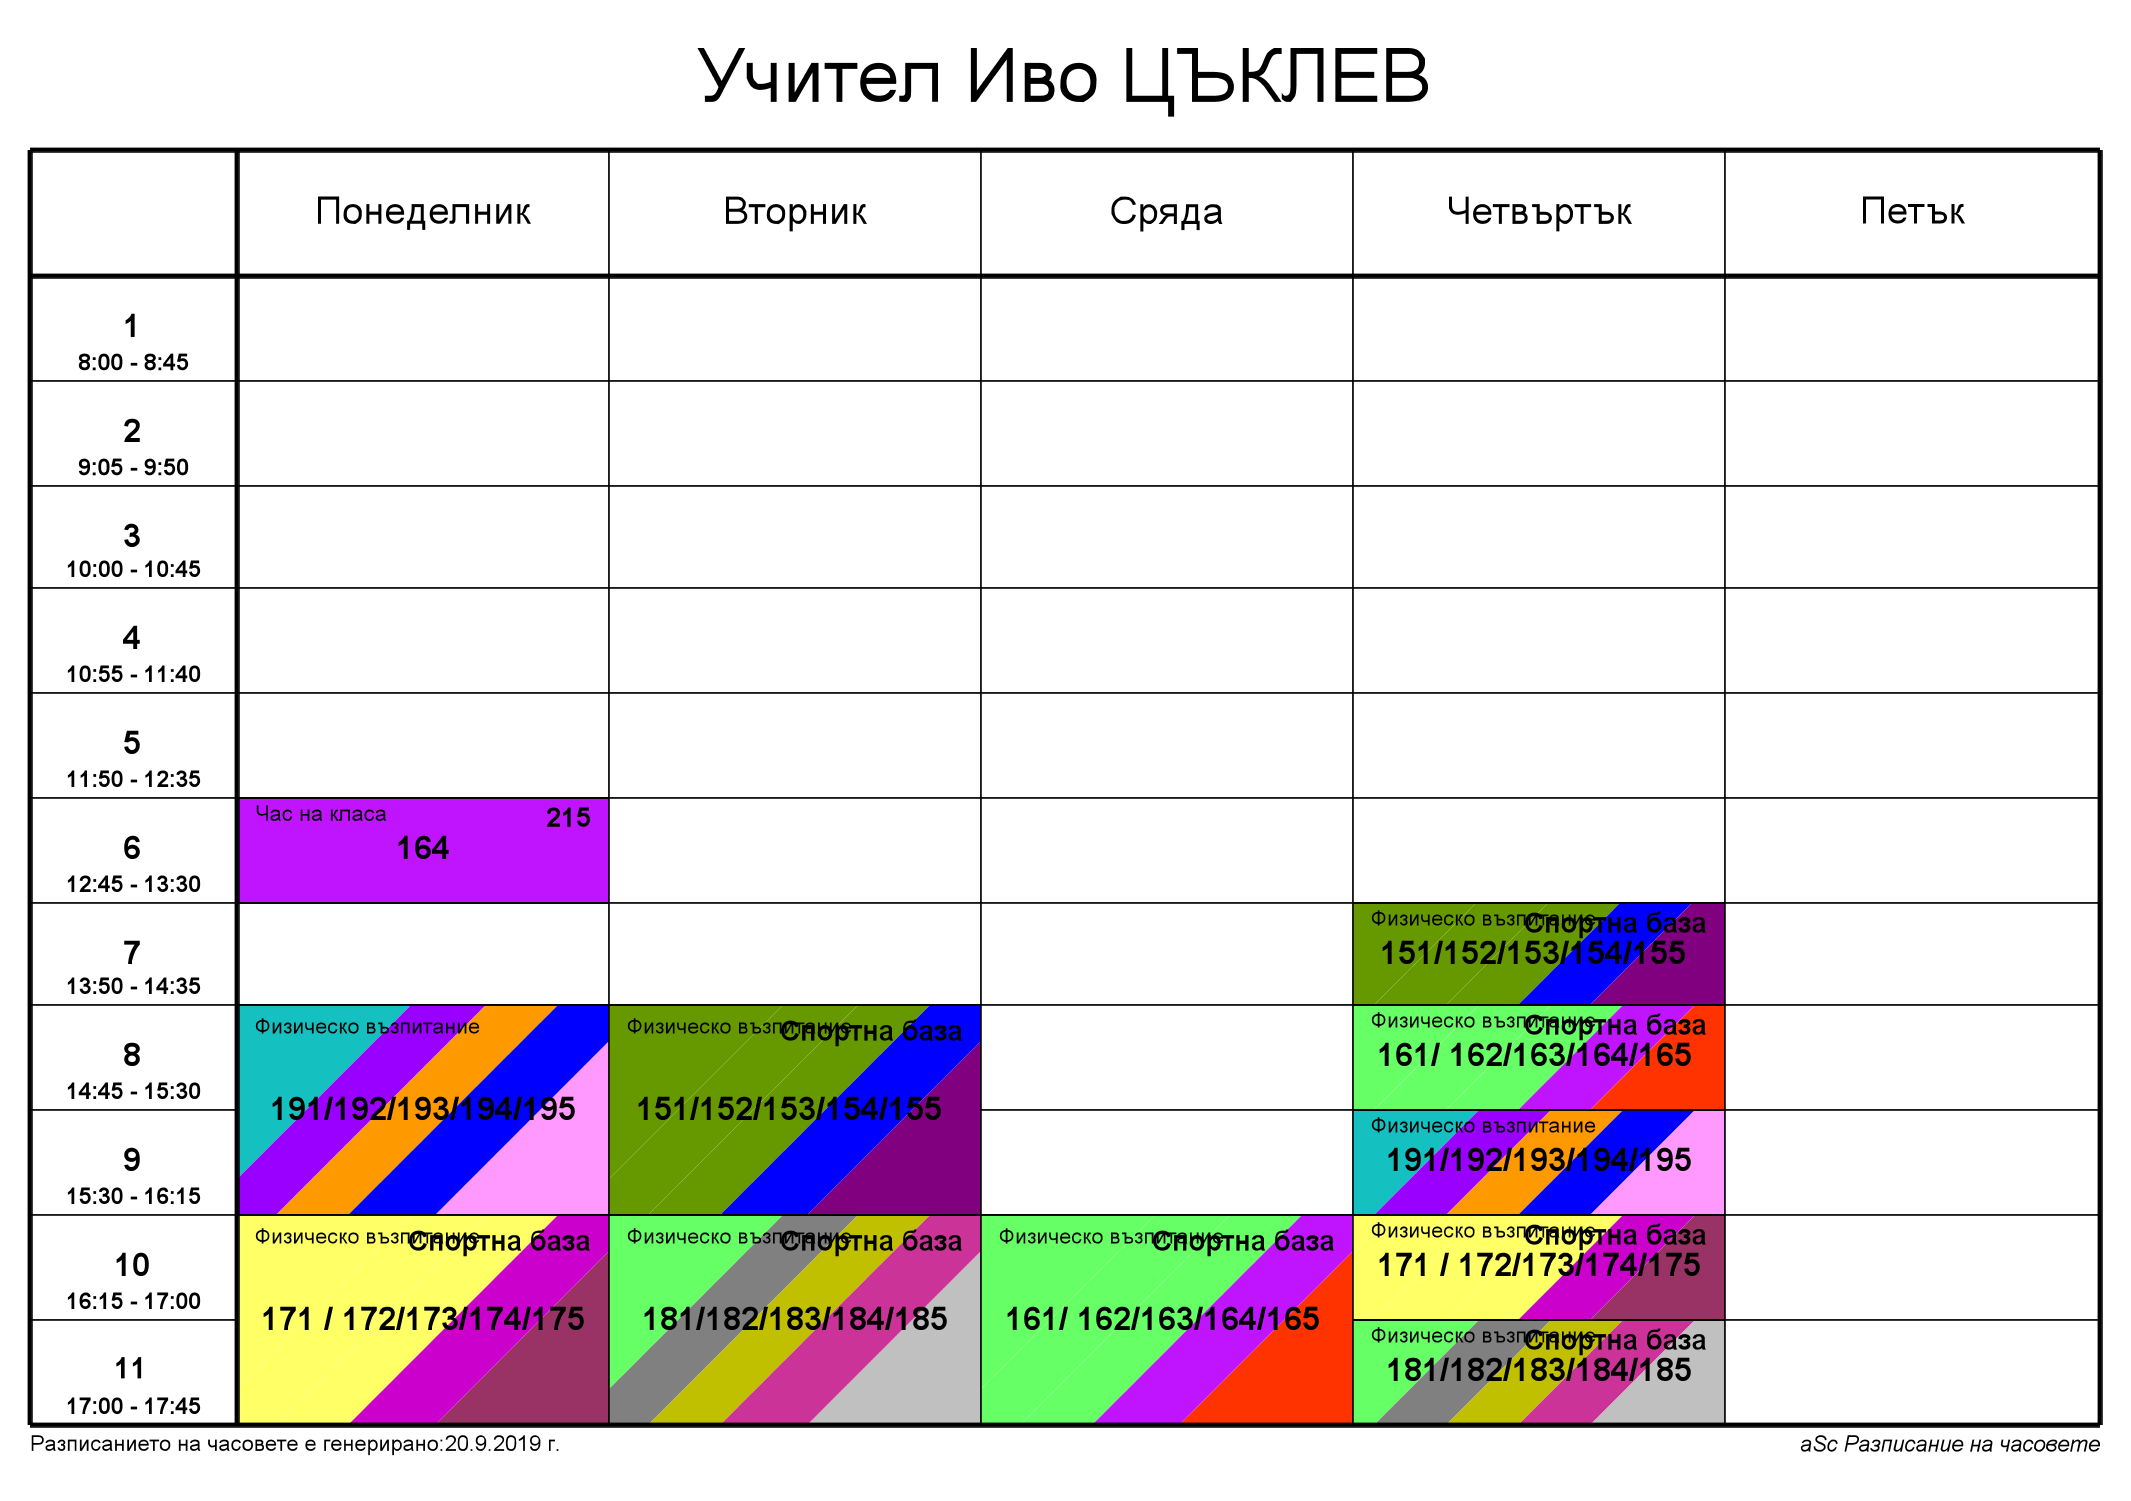 Учител Иво ЦЪКЛЕВ
Понеделник Вторник Сряда Четвъртък Петък
1
8:00 - 8:45
2
9:05 - 9:50
3
10:00 - 10:45
4
10:55 - 11:40
5
11:50 - 12:35
Час на класа 215
6 164
12:45 - 13:30
Физическо възпитание Спортна база
7 151/152/153/154/155
13:50 - 14:35
Физическо възпитание Физическо възпитание Спортна база Физическо възпитание Спортна база
8 161/ 162/163/164/165
14:45 - 15:30
191/192/193/194/195 151/152/153/154/155 Физическо възпитание
9 191/192/193/194/195
15:30 - 16:15
Физическо възпитание Спортна база Физическо възпитание Спортна база Физическо възпитание Спортна база Физическо възпитание Спортна база
10 171 / 172/173/174/175
16:15 - 17:00
171 / 172/173/174/175 181/182/183/184/185 161/ 162/163/164/165 Физическо възпитание Спортна база
11 181/182/183/184/185
17:00 - 17:45
Разписанието на часовете е генерирано:20.9.2019 г. aSc Разписание на часовете